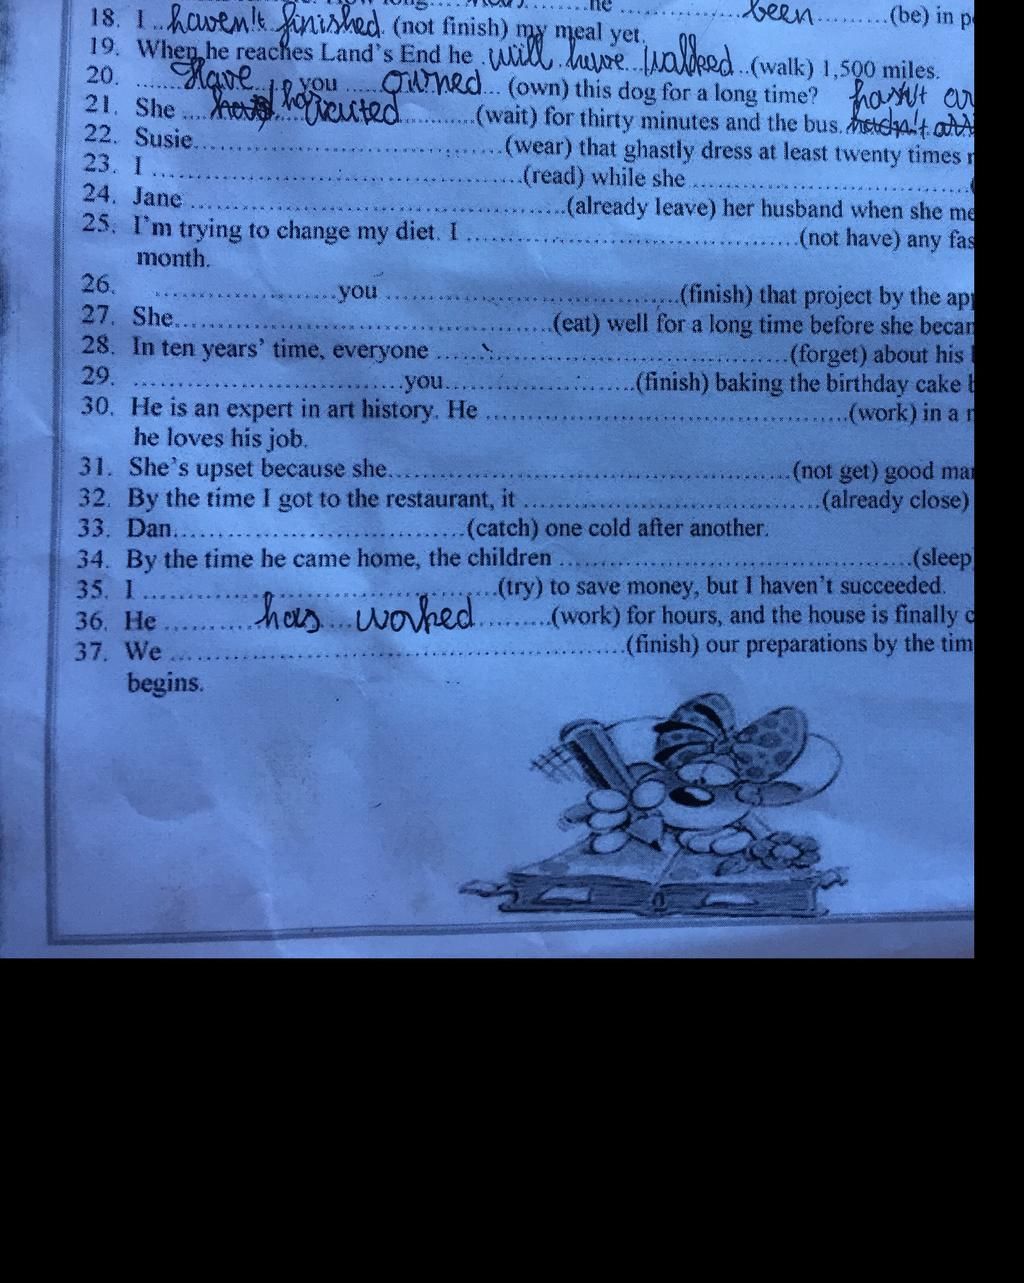 he .......... been .......... (be) in
18. I ..haven't finished. (not finish) my meal yet.
19. When he reaches Land's End he .will have walked ..(walk) 1,500 miles.
20. ......Have......you ....owned... (own) this dog for a long time? hasn't
21. She .... has waited ..........(wait) for thirty minutes and the bus. hadn't
22. Susie..........................................(wear) that ghastly dress at least twenty times
23. I ..................................................(read) while she ......................................
24. Jane ....................................................(already leave) her husband when she
25. I'm trying to change my diet. I ..............................................(not have) any
month.
26. .........................you .........................................(finish) that project by the
27. She....................................................(eat) well for a long time before she
28. In ten years' time, everyone .................................................(forget) about his
29. ......................................you..........................(finish) baking the birthday cake
30. He is an expert in art history. He ..................................................(work) in a
he loves his job.
31. She's upset because she........................................................(not get) good
32. By the time I got to the restaurant, it .........................................(already close)
33. Dan........................................(catch) one cold after another.
34. By the time he came home, the children .................................................(sleep
35. I .................................................(try) to save money, but I haven't succeeded.
36. He ............has....worked..........(work) for hours, and the house is finally
37. We ...............................................................(finish) our preparations by the
begins.